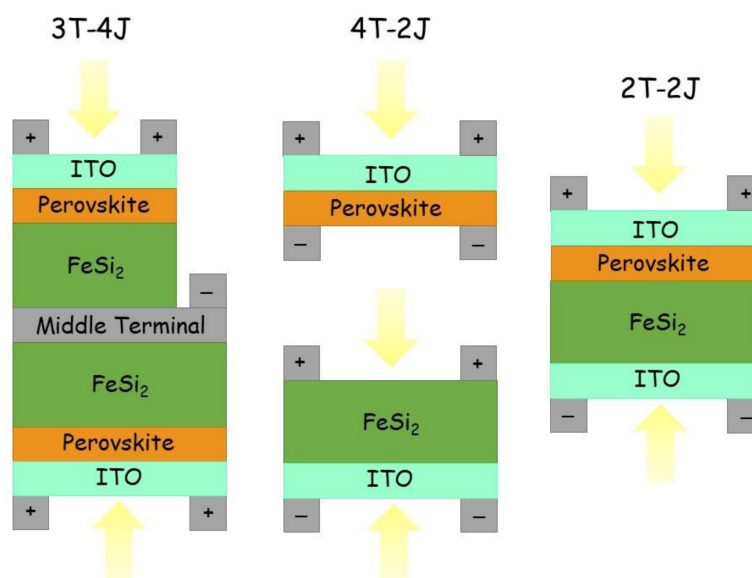 3T-4J
+ +
ITO
Perovskite
FeSi₂
–
Middle Terminal
FeSi₂
Perovskite
ITO
+ +
4T-2J
+ +
ITO
Perovskite
– –
+ +
FeSi₂
ITO
– –
2T-2J
+ +
ITO
Perovskite
FeSi₂
ITO
– –